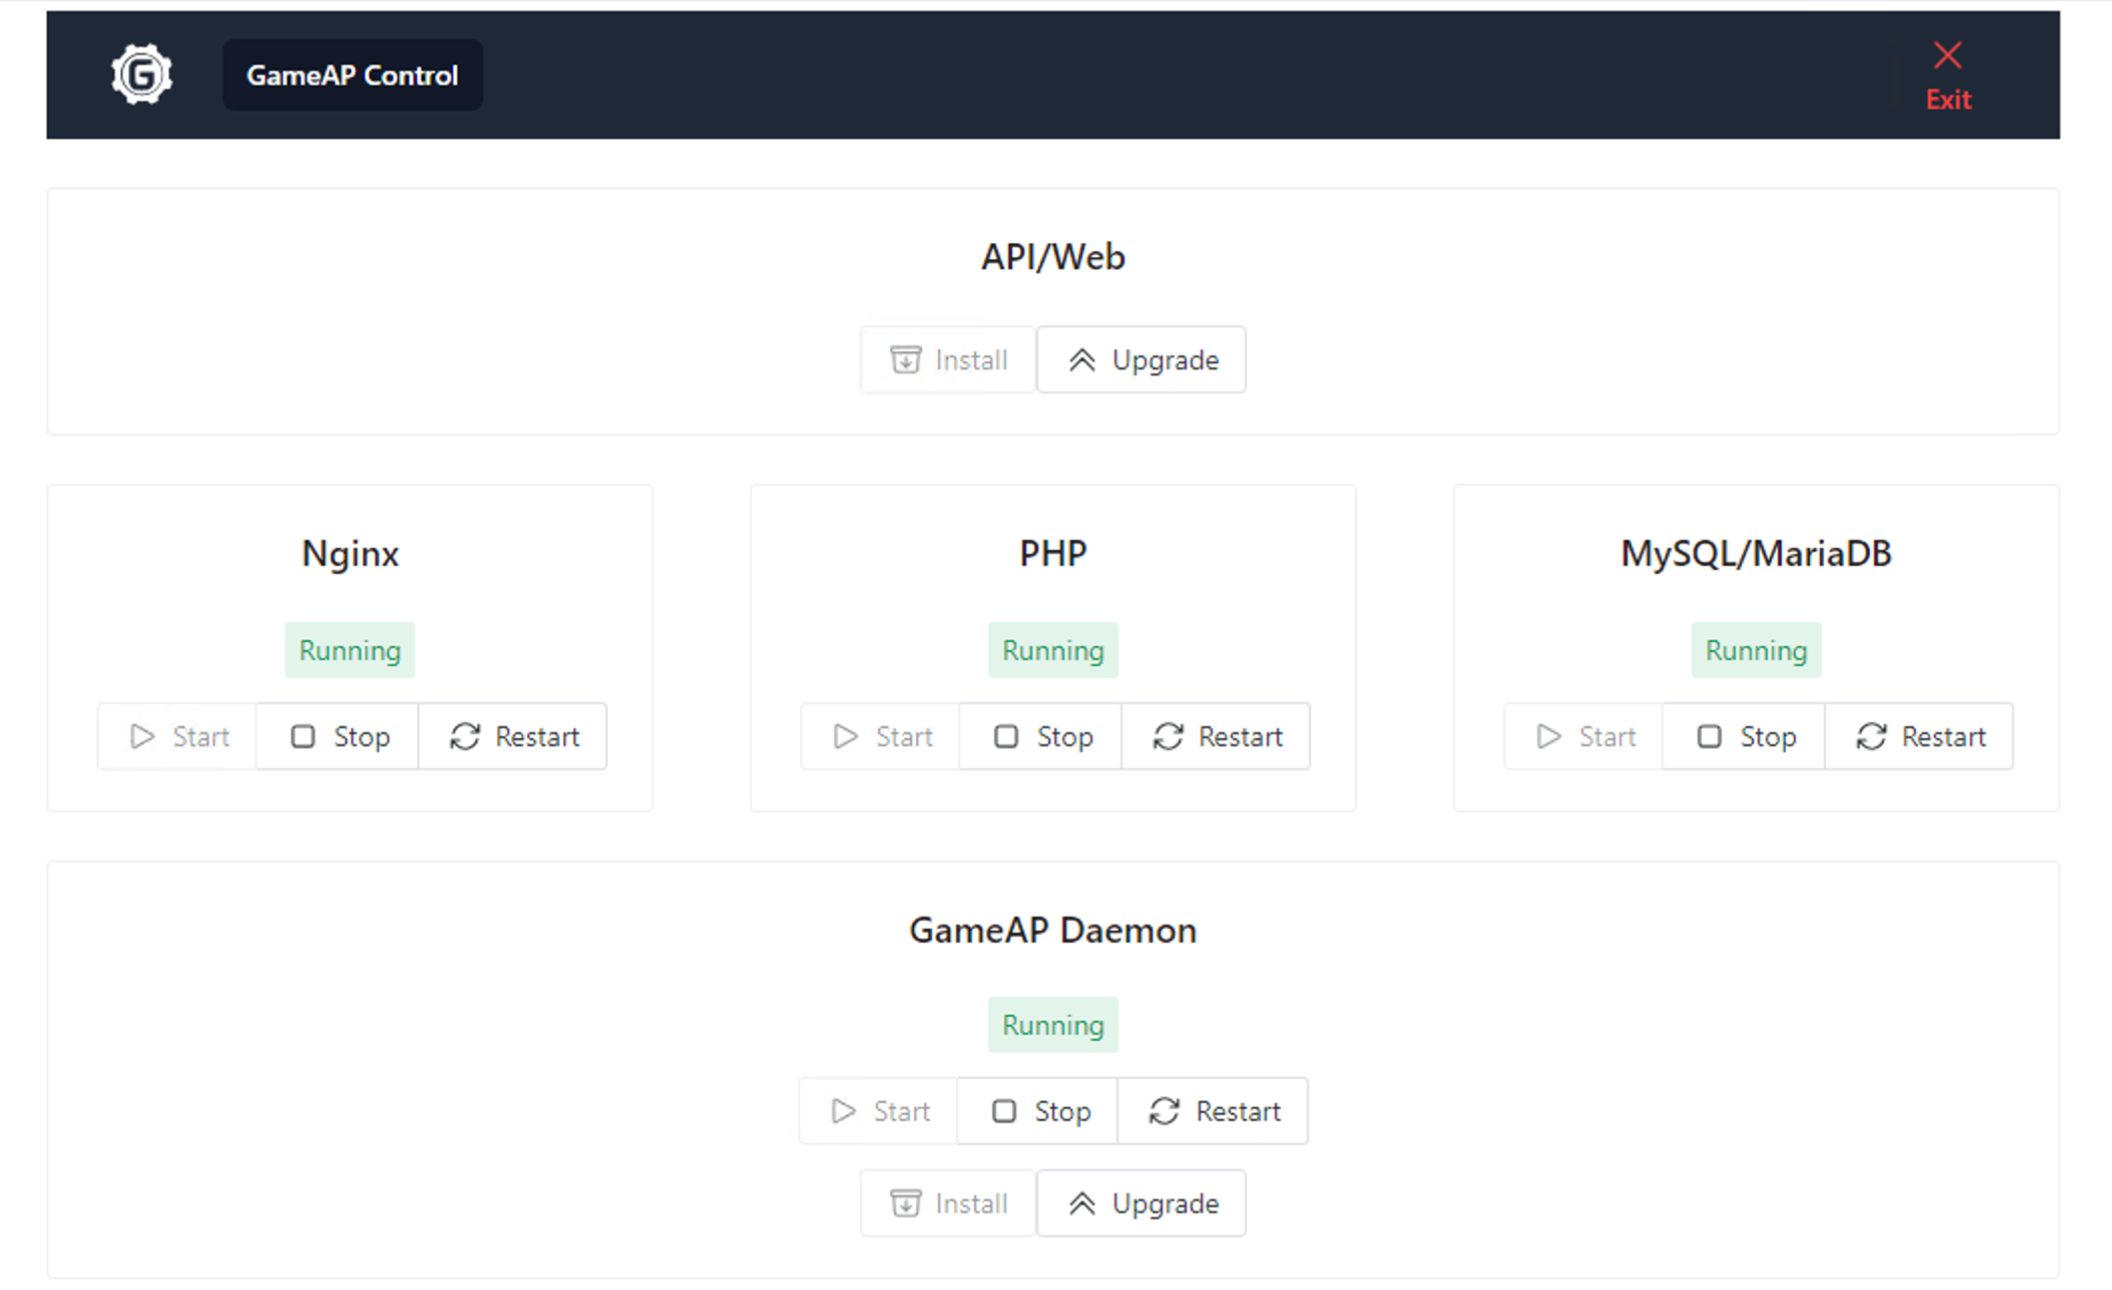 G GameAP Control
Exit
API/Web
Install Upgrade
Nginx
Running
Start Stop Restart
PHP
Running
Start Stop Restart
MySQL/MariaDB
Running
Start Stop Restart
GameAP Daemon
Running
Start Stop Restart
Install Upgrade